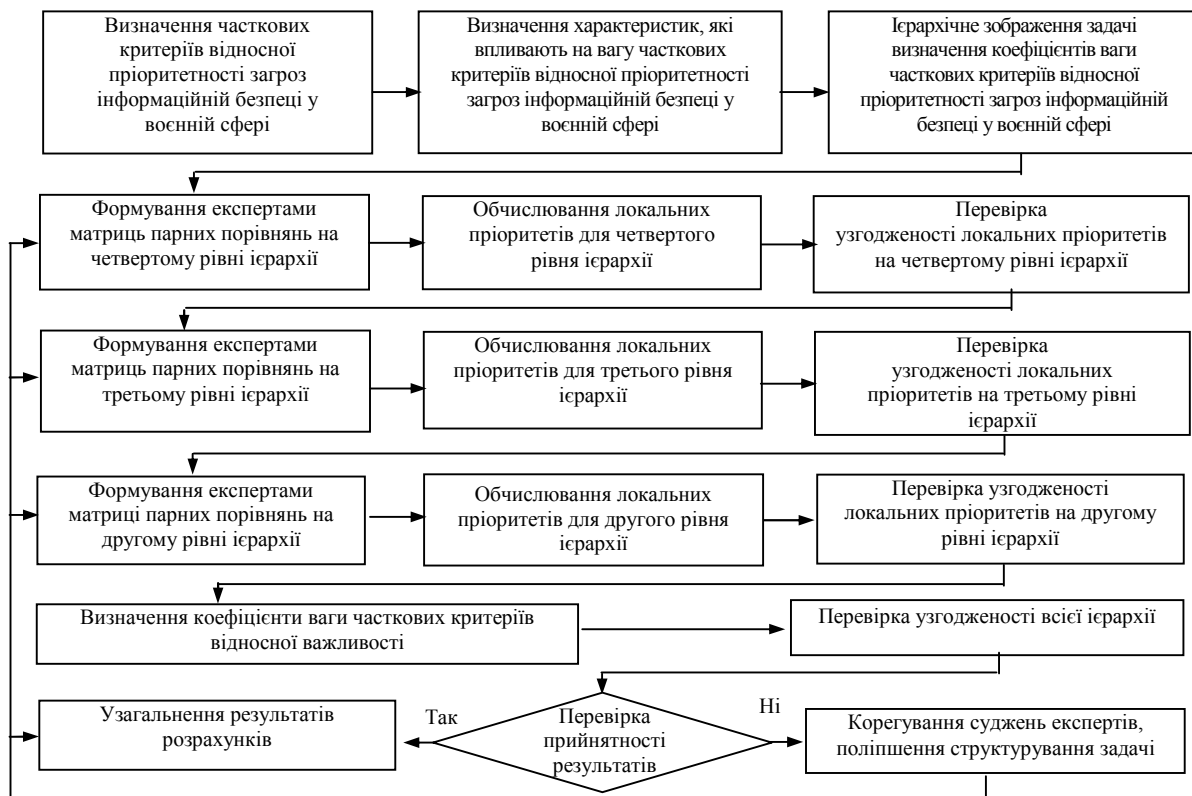 Визначення часткових
критеріїв відносної
пріоритетності загроз
інформаційній безпеці у
воєнній сфері
Визначення характеристик, які
впливають на вагу часткових
критеріїв відносної пріоритетності
загроз інформаційній безпеці у
воєнній сфері
Ієрархічне зображення задачі
визначення коефіцієнтів ваги
часткових критеріїв відносної
пріоритетності загроз інформаційній
безпеці у воєнній сфері
Формування експертами
матриць парних порівнянь на
четвертому рівні ієрархії
Обчислювання локальних
пріоритетів для четвертого
рівня ієрархії
Перевірка
узгодженості локальних пріоритетів
на четвертому рівні ієрархії
Формування експертами
матриць парних порівнянь на
третьому рівні ієрархії
Обчислювання локальних
пріоритетів для третього рівня
ієрархії
Перевірка
узгодженості локальних
пріоритетів на третьому рівні
ієрархії
Формування експертами
матриці парних порівнянь на
другому рівні ієрархії
Обчислювання локальних
пріоритетів для другого рівня
ієрархії
Перевірка узгодженості
локальних пріоритетів на другому
рівні ієрархії
Визначення коефіцієнти ваги часткових критеріїв
відносної важливості
Перевірка узгодженості всієї ієрархії
Узагальнення результатів
розрахунків
Так
Перевірка
прийнятності
результатів
Ні
Корегування суджень експертів,
поліпшення структурування задачі